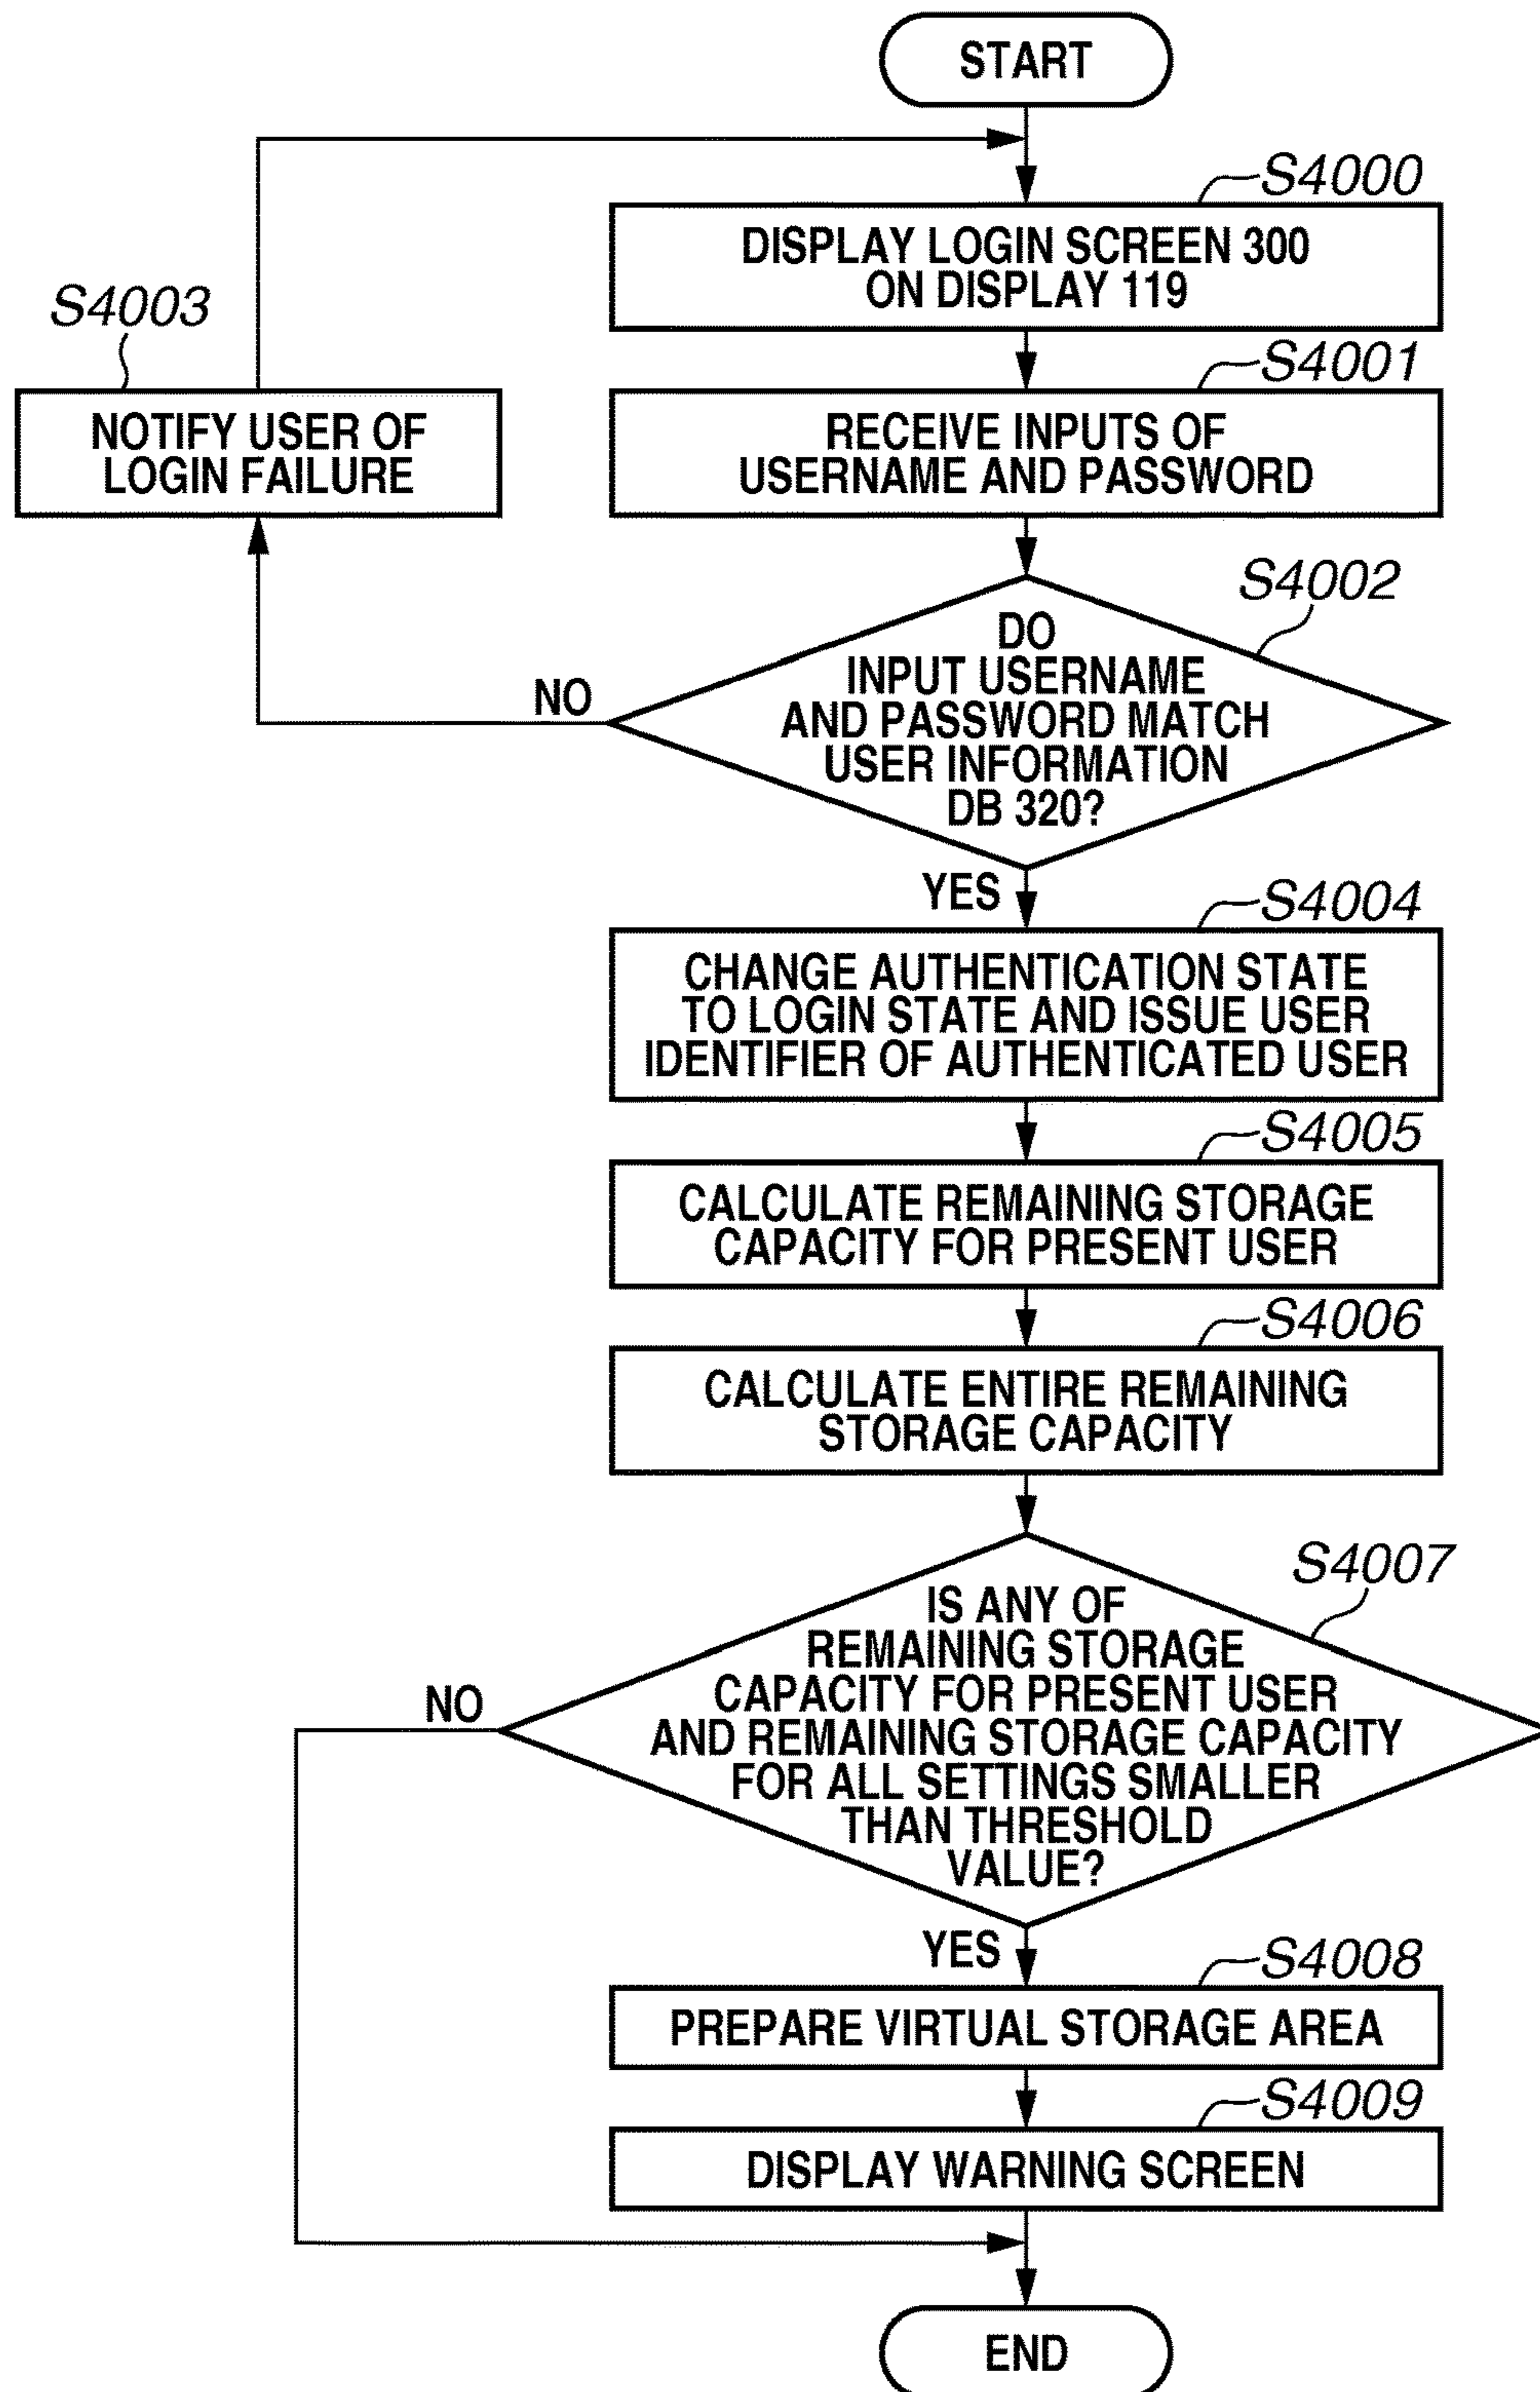 START
S4000
DISPLAY LOGIN SCREEN 300
ON DISPLAY 119
S4003
NOTIFY USER OF
LOGIN FAILURE
S4001
RECEIVE INPUTS OF
USERNAME AND PASSWORD
S4002
DO
INPUT USERNAME
AND PASSWORD MATCH
USER INFORMATION
DB 320?
NO
YES
S4004
CHANGE AUTHENTICATION STATE
TO LOGIN STATE AND ISSUE USER
IDENTIFIER OF AUTHENTICATED USER
S4005
CALCULATE REMAINING STORAGE
CAPACITY FOR PRESENT USER
S4006
CALCULATE ENTIRE REMAINING
STORAGE CAPACITY
S4007
IS ANY OF
REMAINING STORAGE
CAPACITY FOR PRESENT USER
AND REMAINING STORAGE CAPACITY
FOR ALL SETTINGS SMALLER
THAN THRESHOLD
VALUE?
NO
YES
S4008
PREPARE VIRTUAL STORAGE AREA
S4009
DISPLAY WARNING SCREEN
END